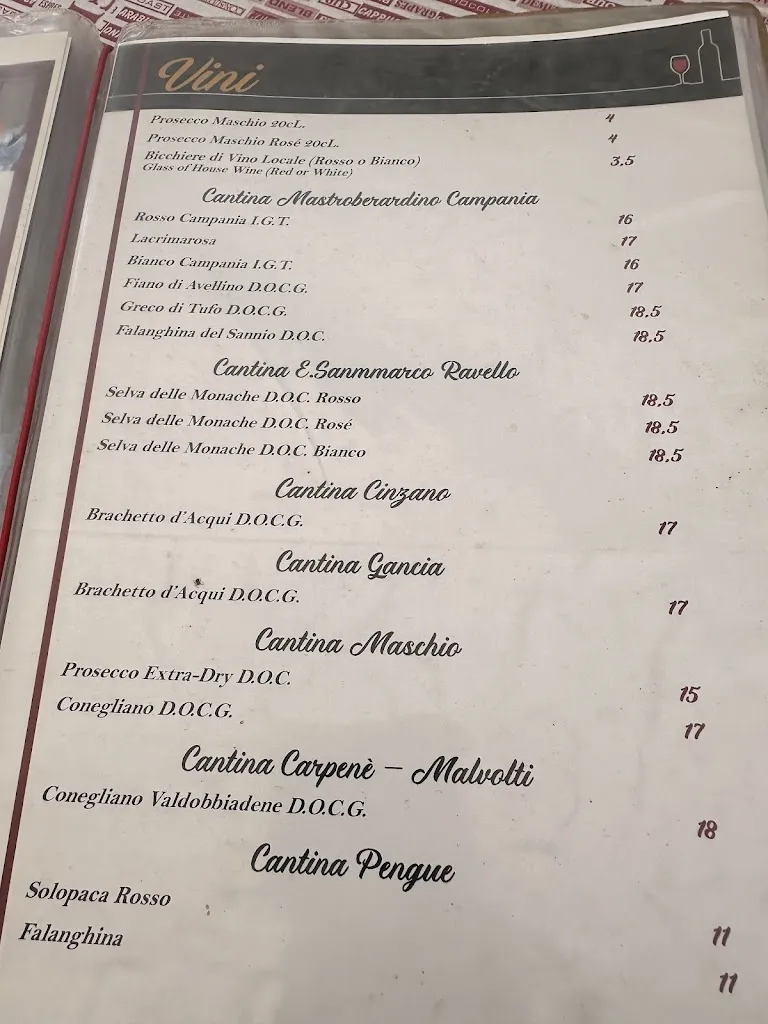 Vini
Prosecco Maschio 20cL. 4
Prosecco Maschio Rosé 20cL. 4
Bicchiere di Vino Locale (Rosso o Bianco) 3,5
Glass of House Wine (Red or White)
Cantina Mastroberardino Campania
Rosso Campania I.G.T. 16
Lacrimarosa 17
Bianco Campania I.G.T. 16
Fiano di Avellino D.O.C.G. 17
Greco di Tufo D.O.C.G. 18,5
Falanghina del Sannio D.O.C. 18,5
Cantina E.Sanmmarco Ravello
Selva delle Monache D.O.C. Rosso 18,5
Selva delle Monache D.O.C. Rosé 18,5
Selva delle Monache D.O.C. Bianco 18,5
Cantina Cinzano
Brachetto d'Acqui D.O.C.G. 17
Cantina Gancia
Brachetto d'Acqui D.O.C.G. 17
Cantina Maschio
Prosecco Extra-Dry D.O.C. 15
Conegliano D.O.C.G. 17
Cantina Carpenè – Malvolti
Conegliano Valdobbiadene D.O.C.G. 18
Cantina Pengue
Solopaca Rosso 11
Falanghina 11